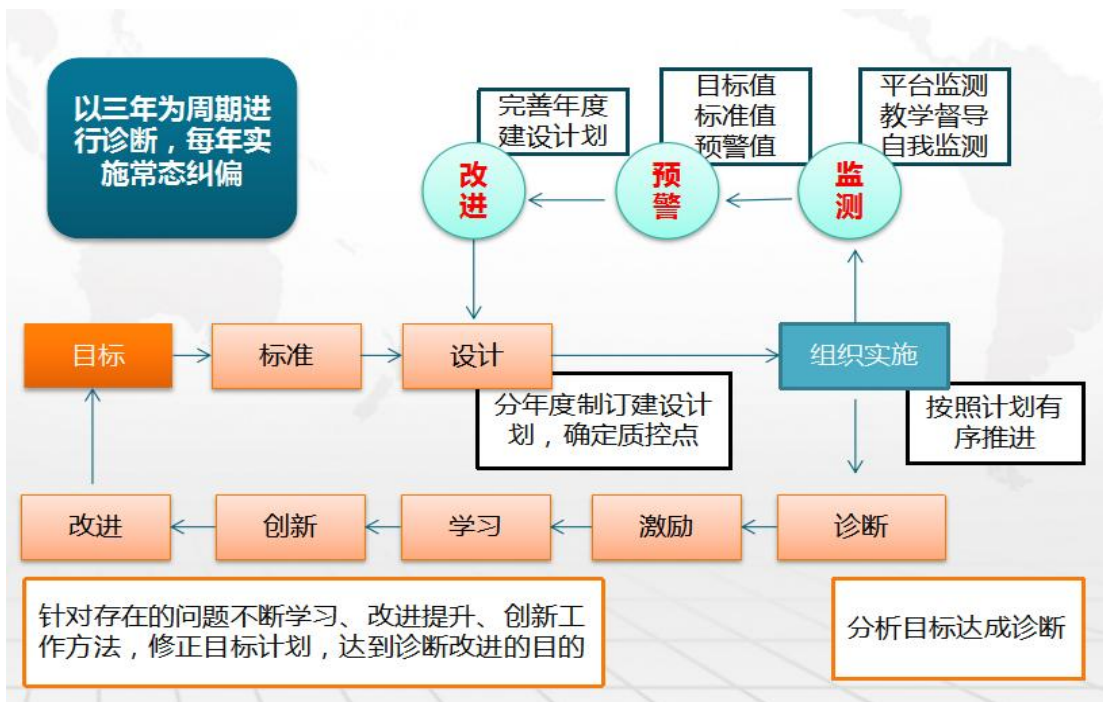 以三年为周期进
行诊断，每年实
施常态纠偏
完善年度
建设计划
目标值
标准值
预警值
平台监测
教学督导
自我监测
改
进
预
警
监
测
目标
标准
设计
组织实施
分年度制订建设计
划，确定质控点
按照计划有
序推进
改进
创新
学习
激励
诊断
针对存在的问题不断学习、改进提升、创新工
作方法，修正目标计划，达到诊断改进的目的
分析目标达成诊断